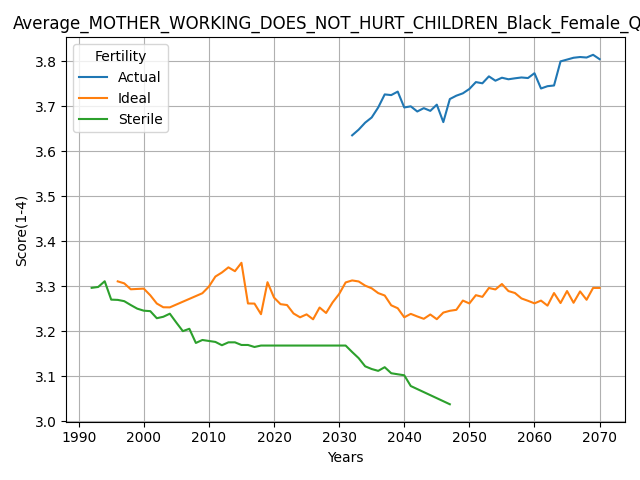 Average_MOTHER_WORKING_DOES_NOT_HURT_CHILDREN_Black_Female_Q
Fertility
Actual
Ideal
Sterile
Score(1-4)
3.8
3.7
3.6
3.5
3.4
3.3
3.2
3.1
3.0
1990 2000 2010 2020 2030 2040 2050 2060 2070
Years